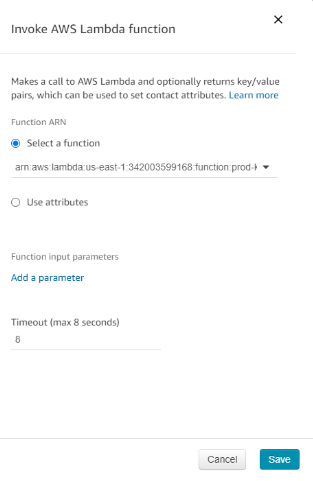 Invoke AWS Lambda function
Makes a call to AWS Lambda and optionally returns key/value
pairs, which can be used to set contact attributes. Learn more
Function ARN
Select a function
arn:aws:lambda:us-east-1:342003599168:function:prod-
Use attributes
Function input parameters
Add a parameter
Timeout (max 8 seconds)
8
Cancel
Save